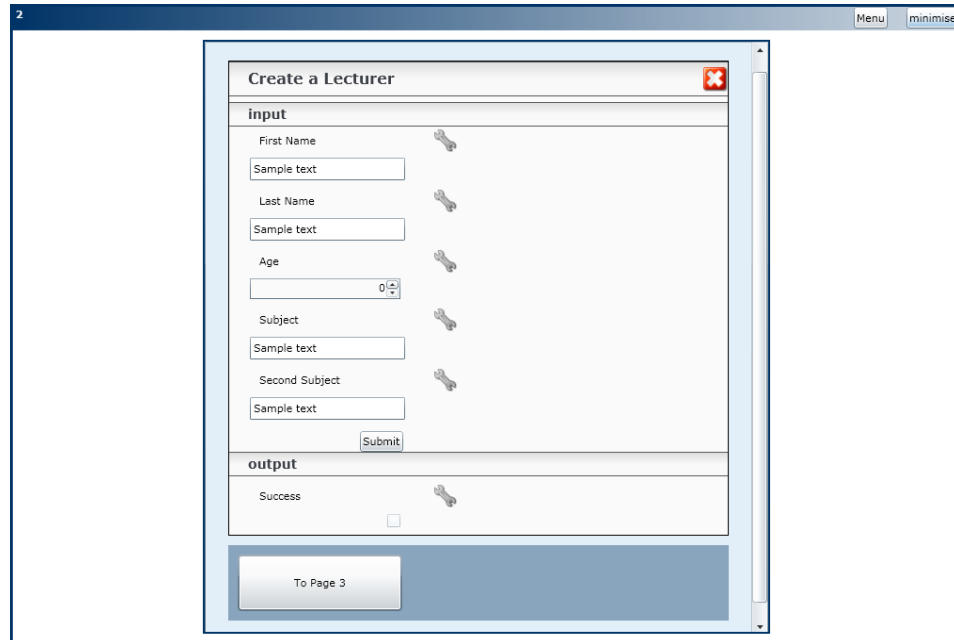 2
Menu
minimise
Create a Lecturer
input
First Name
Sample text
Last Name
Sample text
Age
0
Subject
Sample text
Second Subject
Sample text
Submit
output
Success
To Page 3